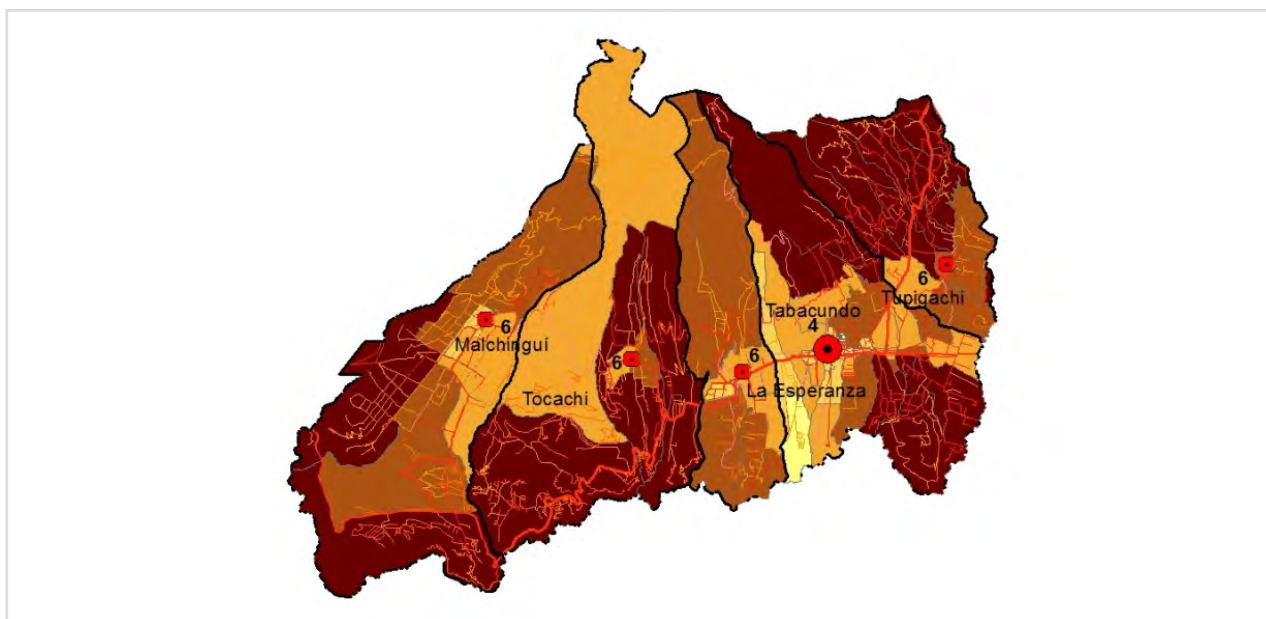 6
Tupigachi
Tabacundo
4
6
Malchinguí
6
6
La Esperanza
Tocachi